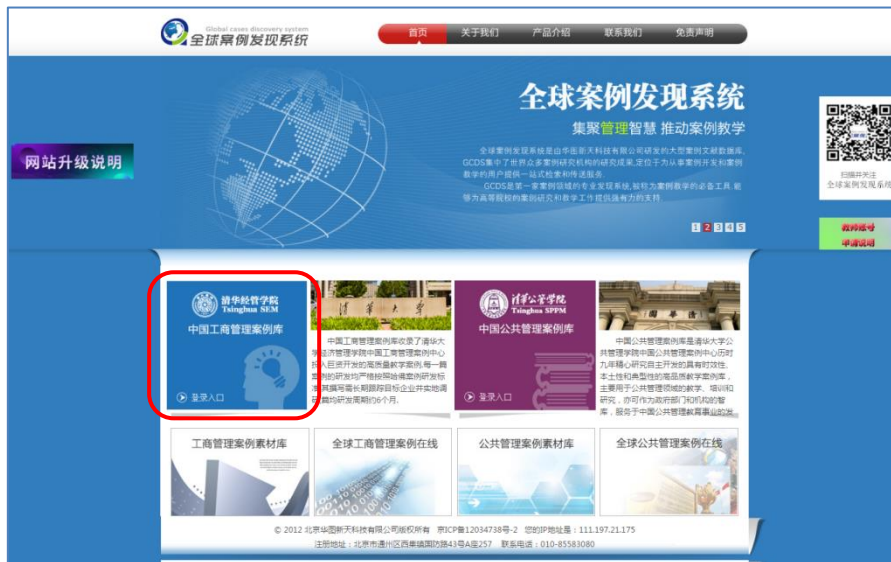 Global cases discovery system
全球案例发现系统
首页 关于我们 产品介绍 联系我们 免责声明
网站升级说明
全球案例发现系统
集聚管理智慧 推动案例教学
全球案例发现系统是由华图新天科技有限公司研发的大型案例文献数据库,
GCDS集中了世界众多案例研究机构的研究成果,定位于为从事案例开发和案例
教学的用户提供一站式检索和传送服务.
GCDS是第一家案例领域的专业发现系统,被称为案例教学的必备工具.能
够为高等院校的案例研究和教学工作提供强有力的支持.
1 2 3 4 5
扫描并关注
全球案例发现系统
教师账号
申请说明
清华经管学院
Tsinghua SEM
中国工商管理案例库
登录入口
清华大学
中国工商管理案例库收录了清华大
学经济管理学院中国工商管理案例中心
投入巨资开发的高质量教学案例,每一篇
案例的研发均严格按照哈佛案例研发标
准,其撰写需长期跟踪目标企业并实地调
研,篇均研发周期约6个月。
清华公管学院
Tsinghua SPPM
中国公共管理案例库
登录入口
清华园
中国公共管理案例库是清华大学公
共管理学院中国公共管理案例中心历时
九年精心研究自主开发的具有时效性、
本土性和典型性的高品质教学案例库,
主要用于公共管理领域的教学、培训和
研究,亦可作为政府部门和机构的智
库,服务于中国公共管理教育事业的发
工商管理案例素材库
全球工商管理案例在线
公共管理案例素材库
全球公共管理案例在线
© 2012 北京华图新天科技有限公司版权所有 京ICP备12034738号-2 您的IP地址是:111.197.21.175
注册地址:北京市通州区西集镇国防路43号A座257 联系电话:010-85583080